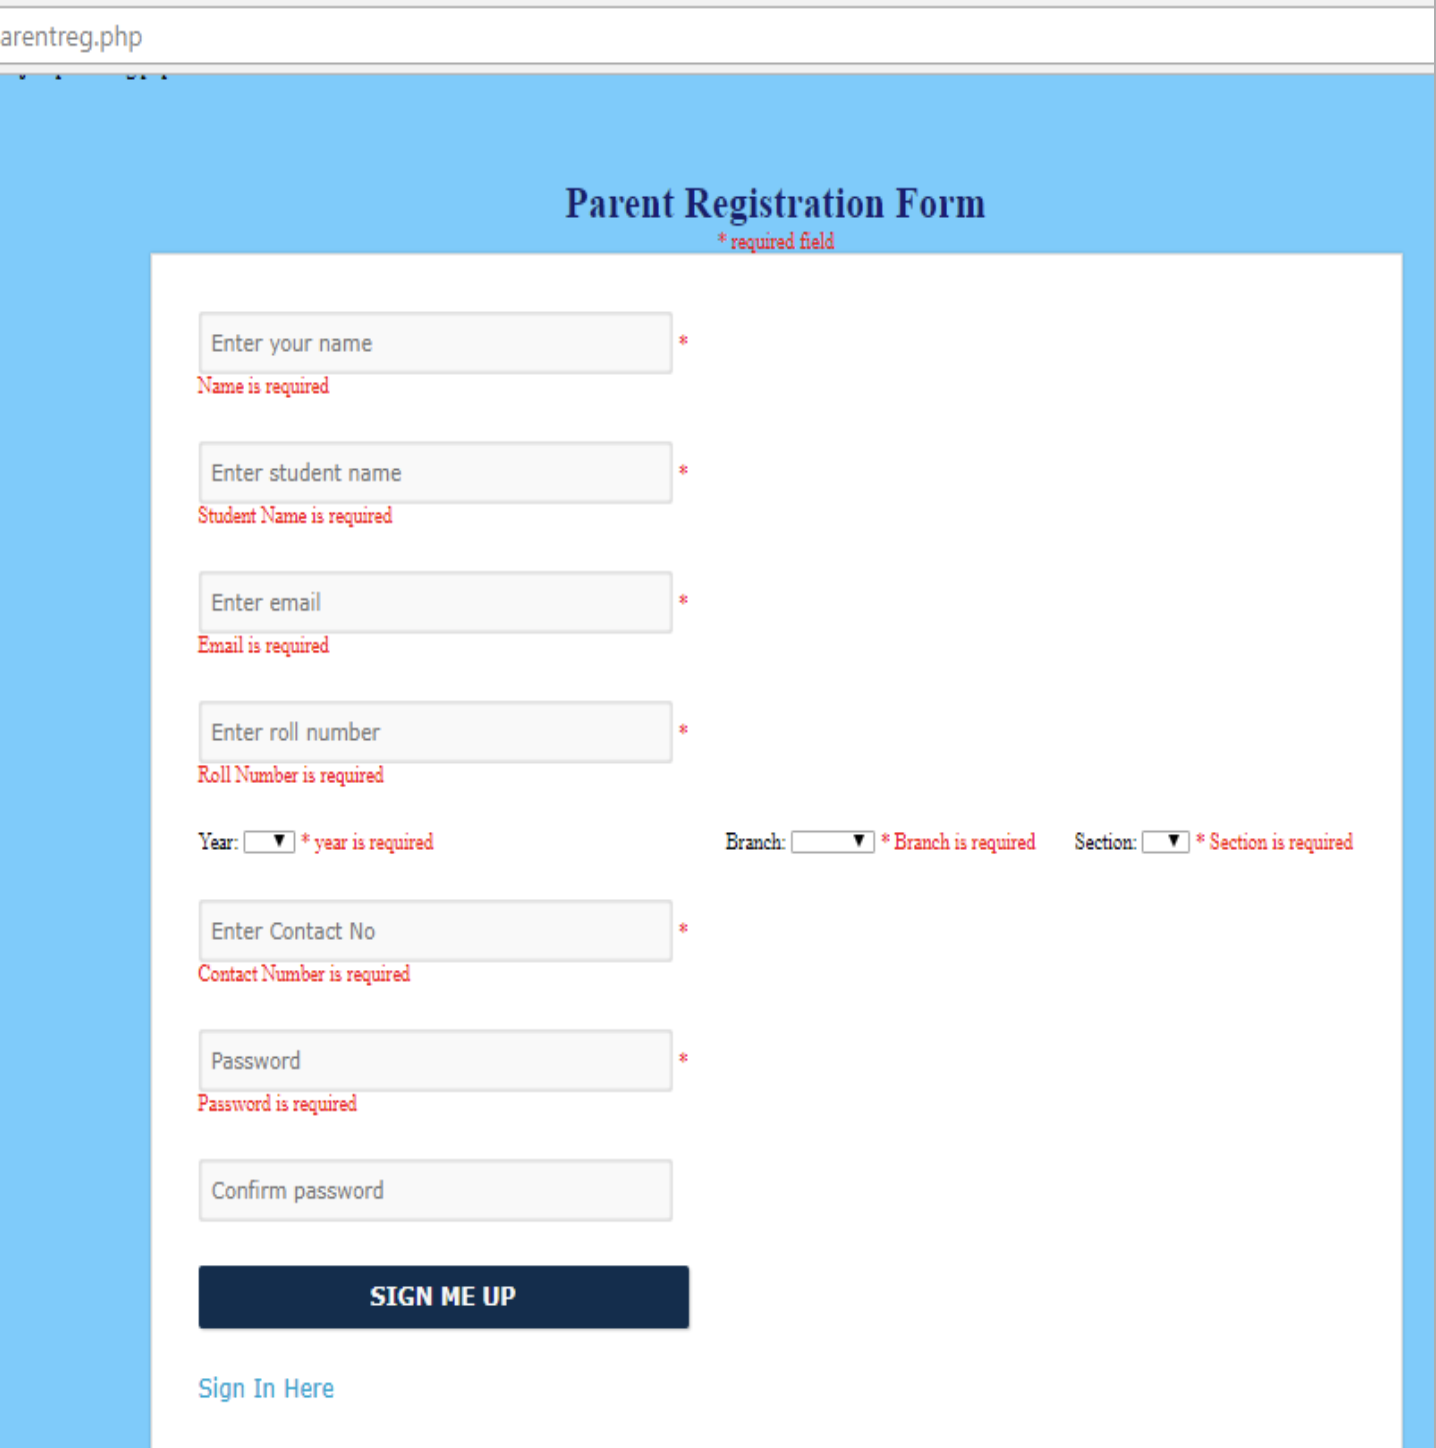 arentreg.php
Parent Registration Form
* required field
Enter your name *
Name is required
Enter student name *
Student Name is required
Enter email *
Email is required
Enter roll number *
Roll Number is required
Year: ▼ * year is required Branch: ▼ * Branch is required Section: ▼ * Section is required
Enter Contact No *
Contact Number is required
Password *
Password is required
Confirm password
SIGN ME UP
Sign In Here